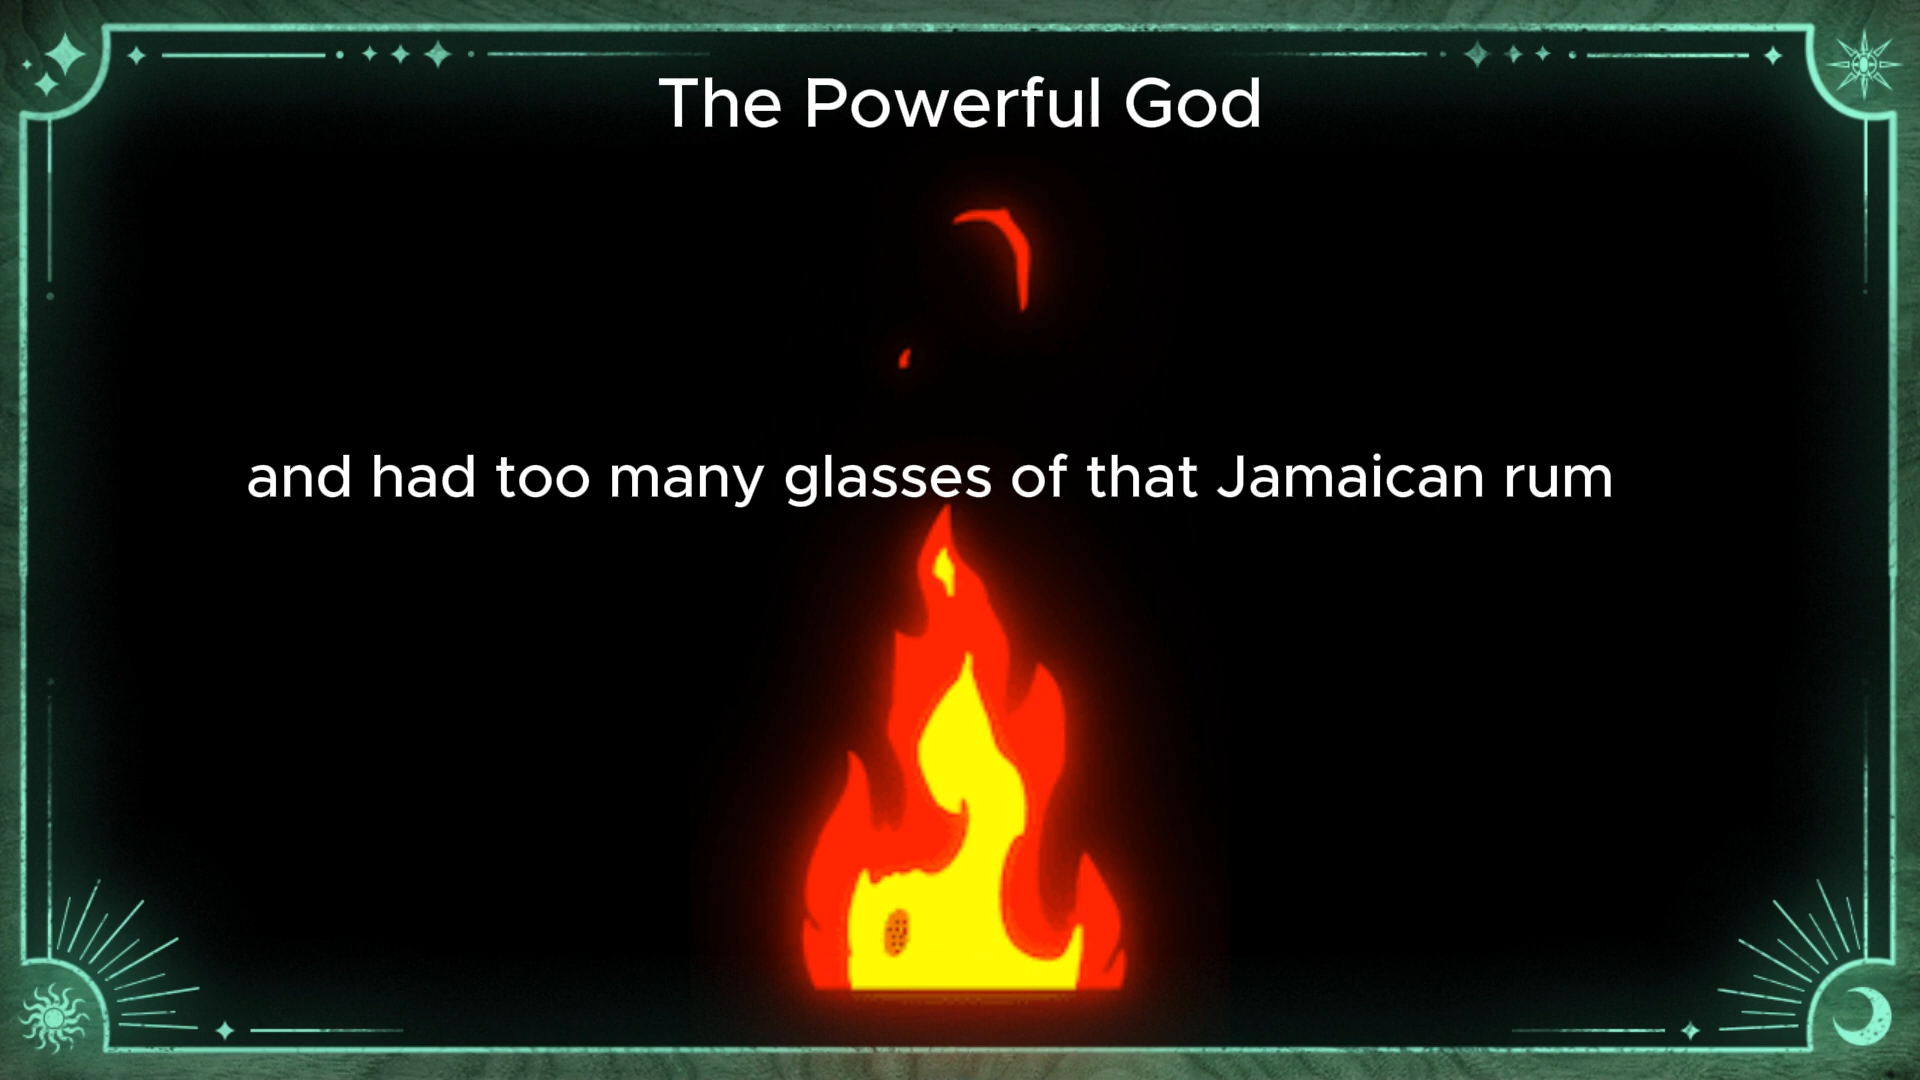 The Powerful God
and had too many glasses of that Jamaican rum